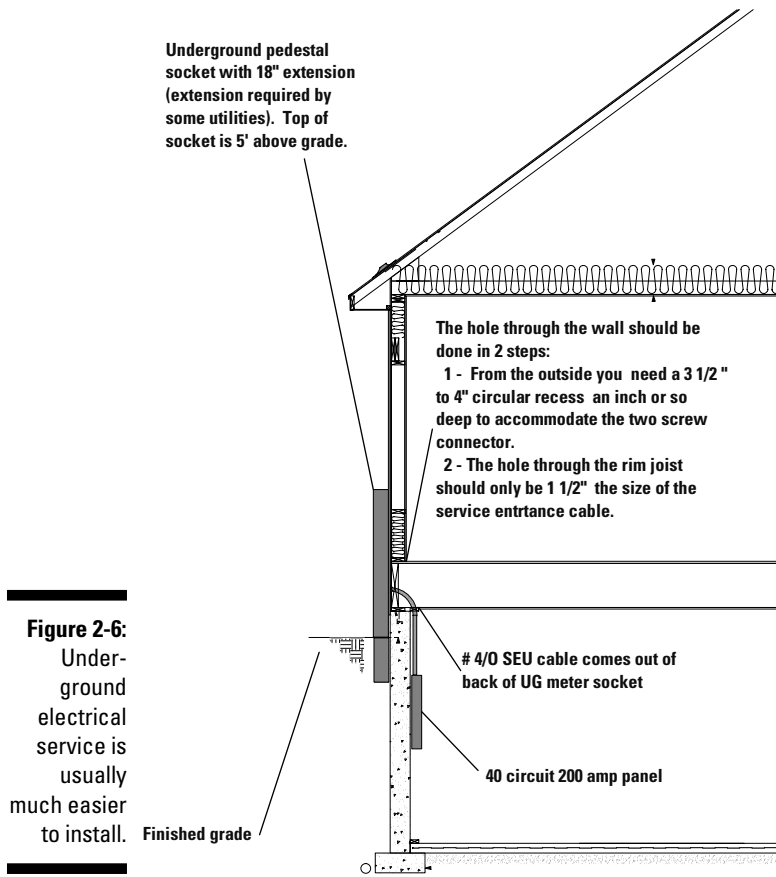 Underground pedestal
socket with 18" extension
(extension required by
some utilities). Top of
socket is 5' above grade.
The hole through the wall should be
done in 2 steps:
1 - From the outside you need a 3 1/2 "
to 4" circular recess an inch or so
deep to accommodate the two screw
connector.
2 - The hole through the rim joist
should only be 1 1/2" the size of the
service entrtance cable.
# 4/0 SEU cable comes out of
back of UG meter socket
40 circuit 200 amp panel
Finished grade
Figure 2-6:
Under-
ground
electrical
service is
usually
much easier
to install.